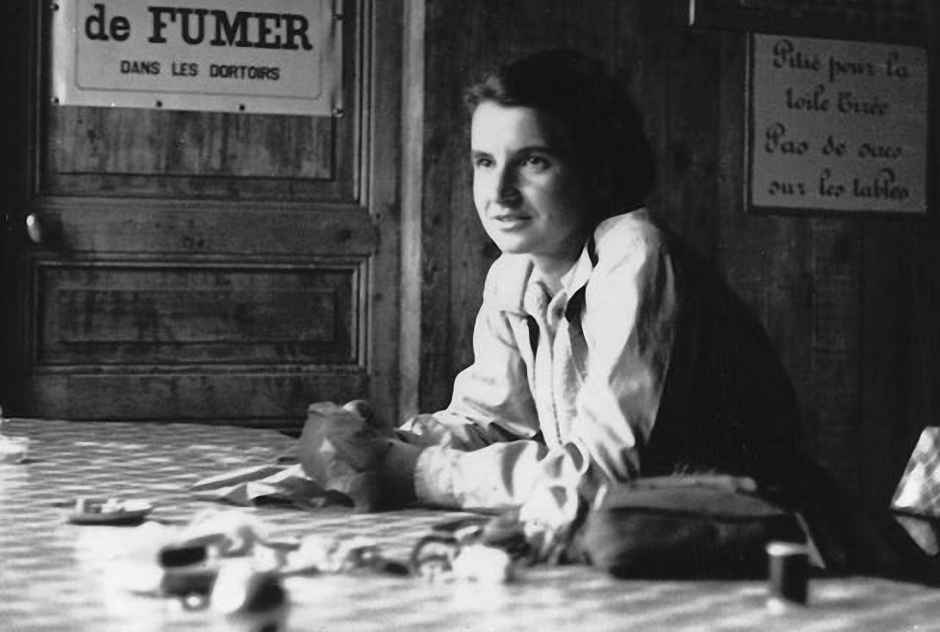 de FUMER
DANS LES DORTOIRS
Pitié pour la
toile cirée
Pas de sacs
sur les tables